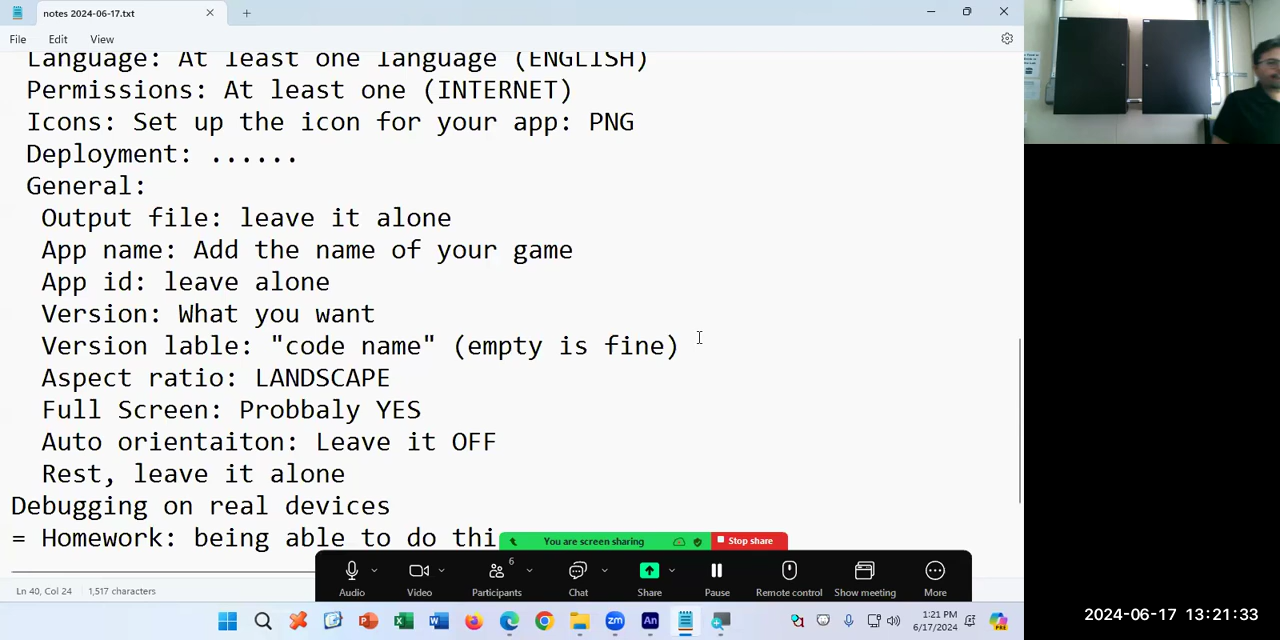 notes 2024-06-17.txt
File Edit View
Language: At least one language (ENGLISH)
Permissions: At least one (INTERNET)
Icons: Set up the icon for your app: PNG
Deployment: ......
General:
Output file: leave it alone
App name: Add the name of your game
App id: leave alone
Version: What you want
Version lable: "code name" (empty is fine)
Aspect ratio: LANDSCAPE
Full Screen: Probbaly YES
Auto orientaiton: Leave it OFF
Rest, leave it alone
Debugging on real devices
= Homework: being able to do thi
You are screen sharing Stop share
6
Audio Video Participants Chat Share Pause Remote control Show meeting More
Ln 40, Col 24 1,517 characters
1:21 PM
6/17/2024
2024-06-17 13:21:33